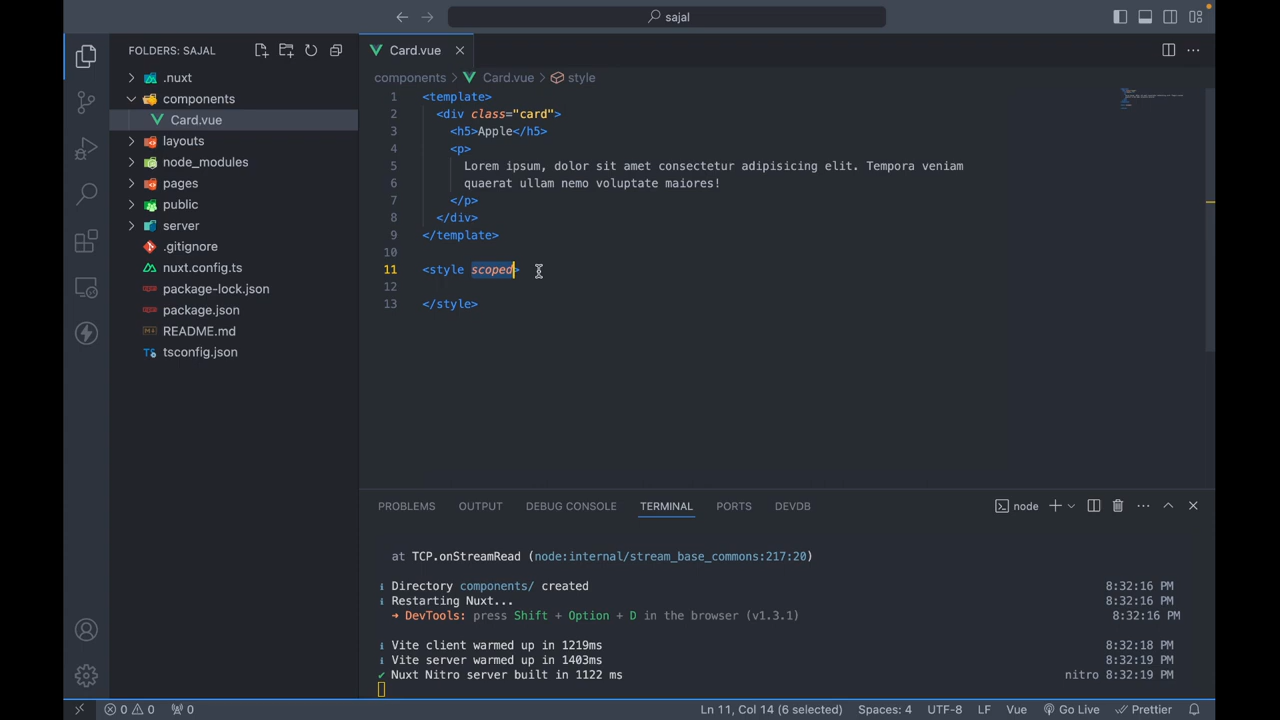 sajal
FOLDERS: SAJAL
.nuxt
components
Card.vue
layouts
node_modules
pages
public
server
.gitignore
nuxt.config.ts
package-lock.json
package.json
README.md
TS tsconfig.json
Card.vue
components > Card.vue > style
1 <template>
2 <div class="card">
3 <h5>Apple</h5>
4 <p>
5 Lorem ipsum, dolor sit amet consectetur adipisicing elit. Tempora veniam
6 quaerat ullam nemo voluptate maiores!
7 </p>
8 </div>
9 </template>
10
11 <style scoped>
12
13 </style>
PROBLEMS OUTPUT DEBUG CONSOLE TERMINAL PORTS DEVDB node
at TCP.onStreamRead (node:internal/stream_base_commons:217:20)
ℹ Directory components/ created 8:32:16 PM
ℹ Restarting Nuxt... 8:32:16 PM
➜ DevTools: press Shift + Option + D in the browser (v1.3.1) 8:32:16 PM
ℹ Vite client warmed up in 1219ms 8:32:18 PM
ℹ Vite server warmed up in 1403ms 8:32:19 PM
✓ Nuxt Nitro server built in 1122 ms nitro 8:32:19 PM
0 0 0 Ln 11, Col 14 (6 selected) Spaces: 4 UTF-8 LF Vue Go Live Prettier